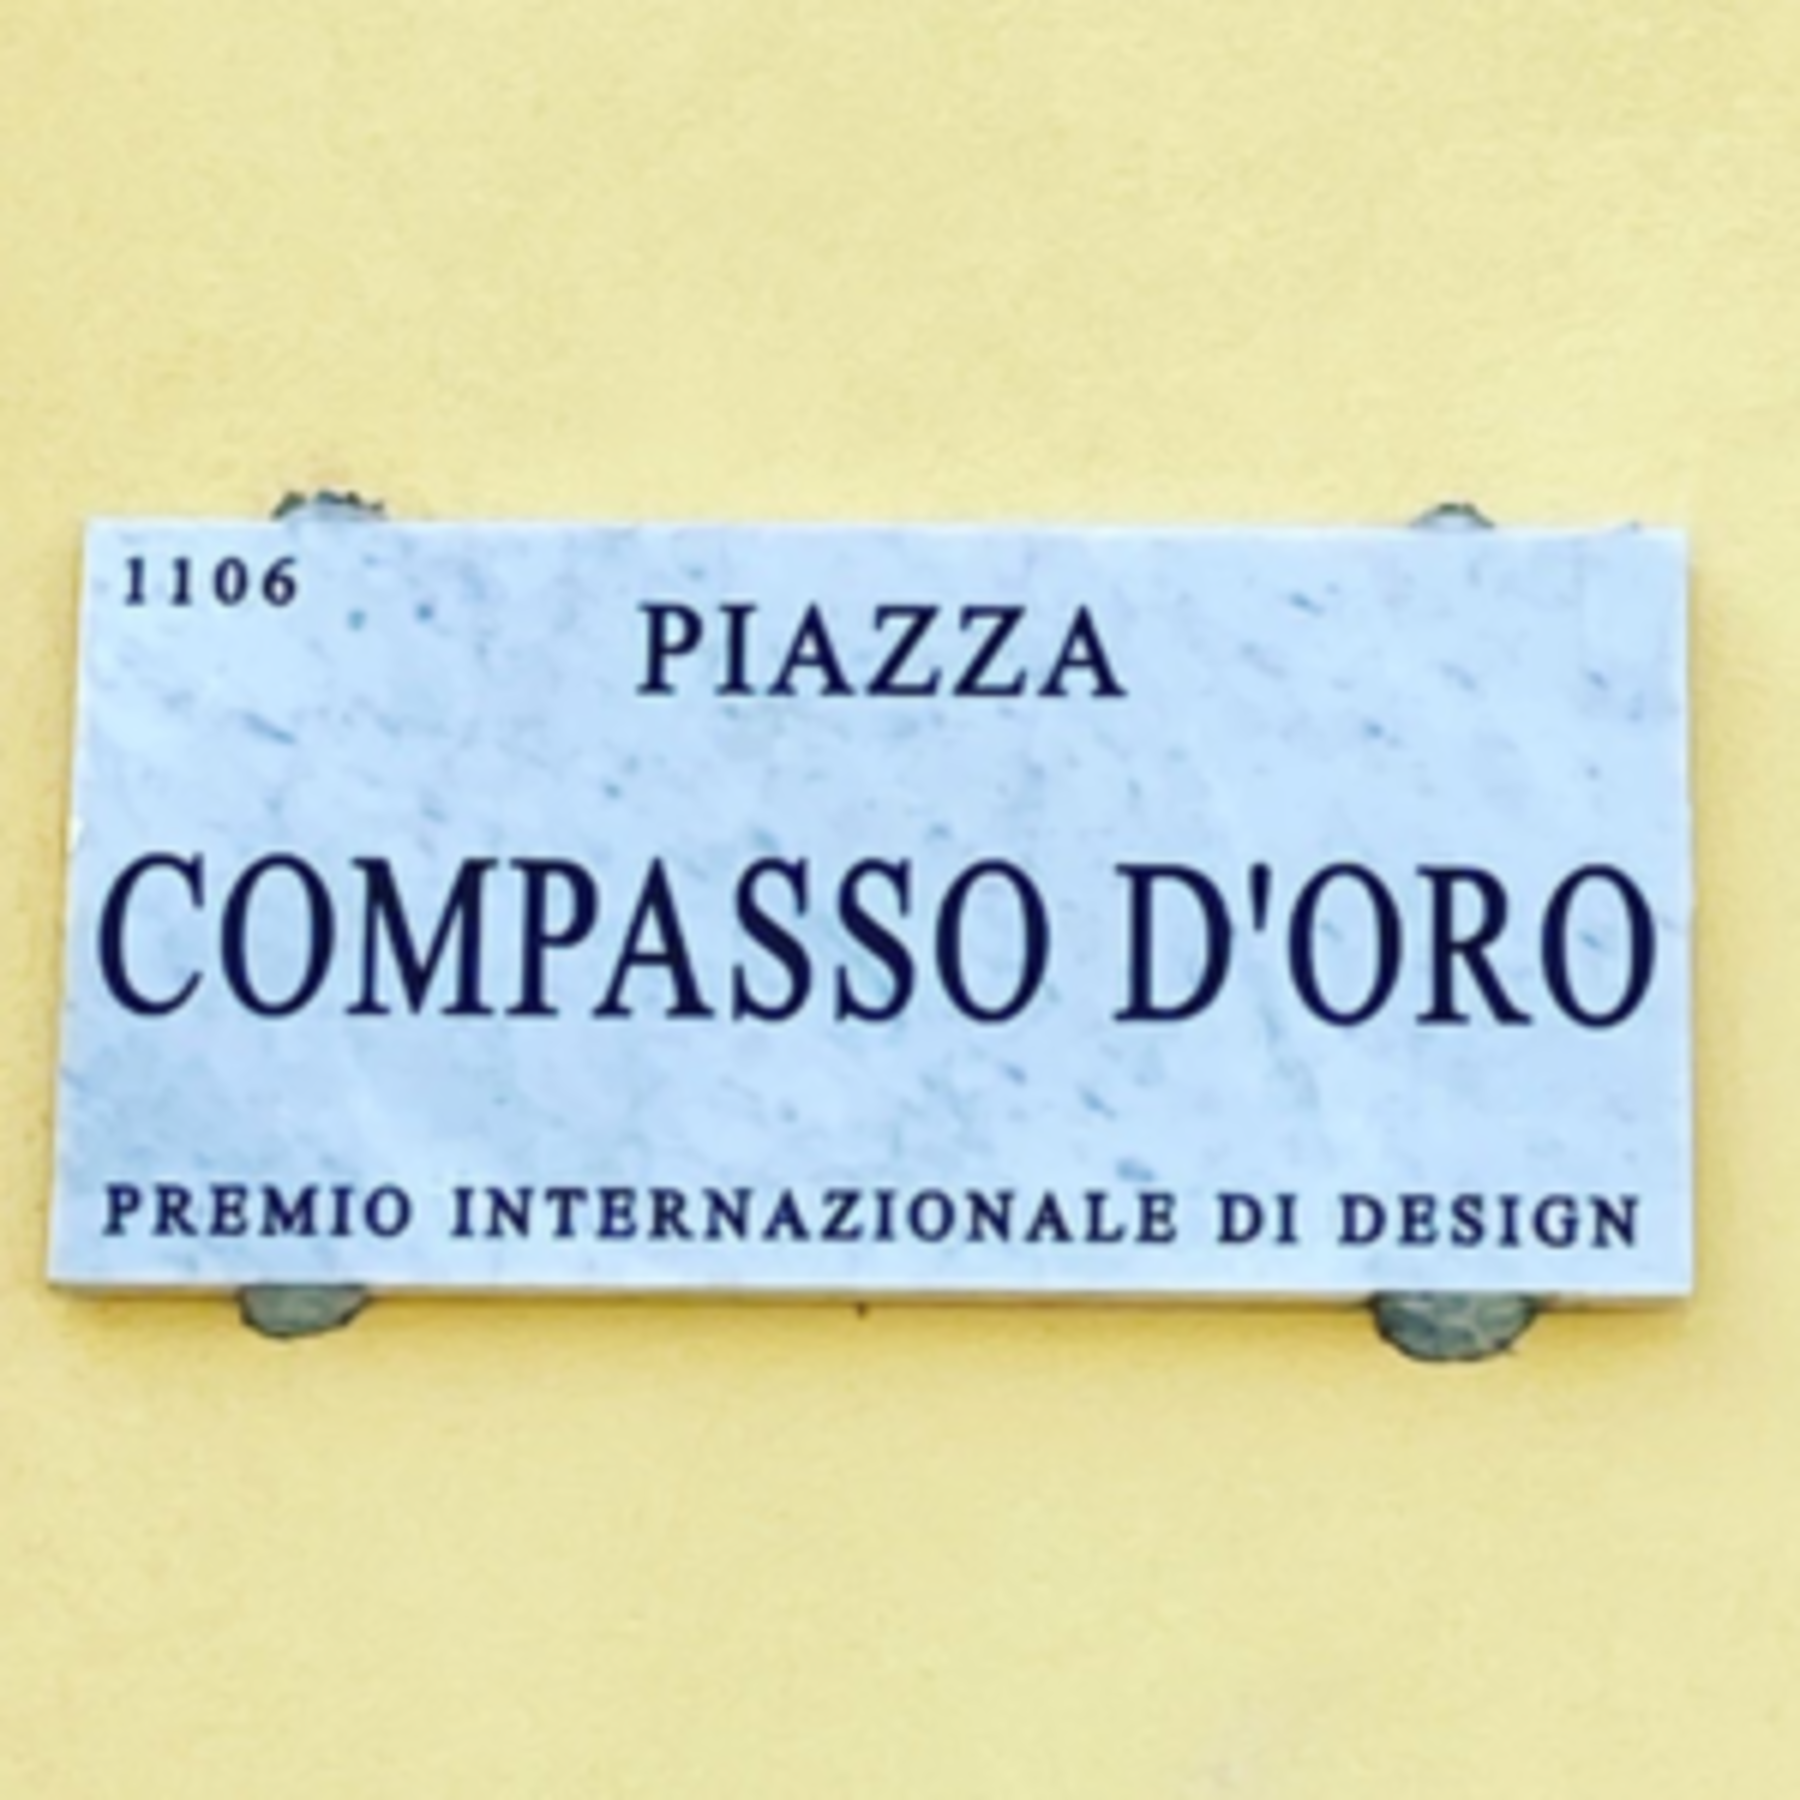 1106
PIAZZA
COMPASSO D'ORO
PREMIO INTERNAZIONALE DI DESIGN